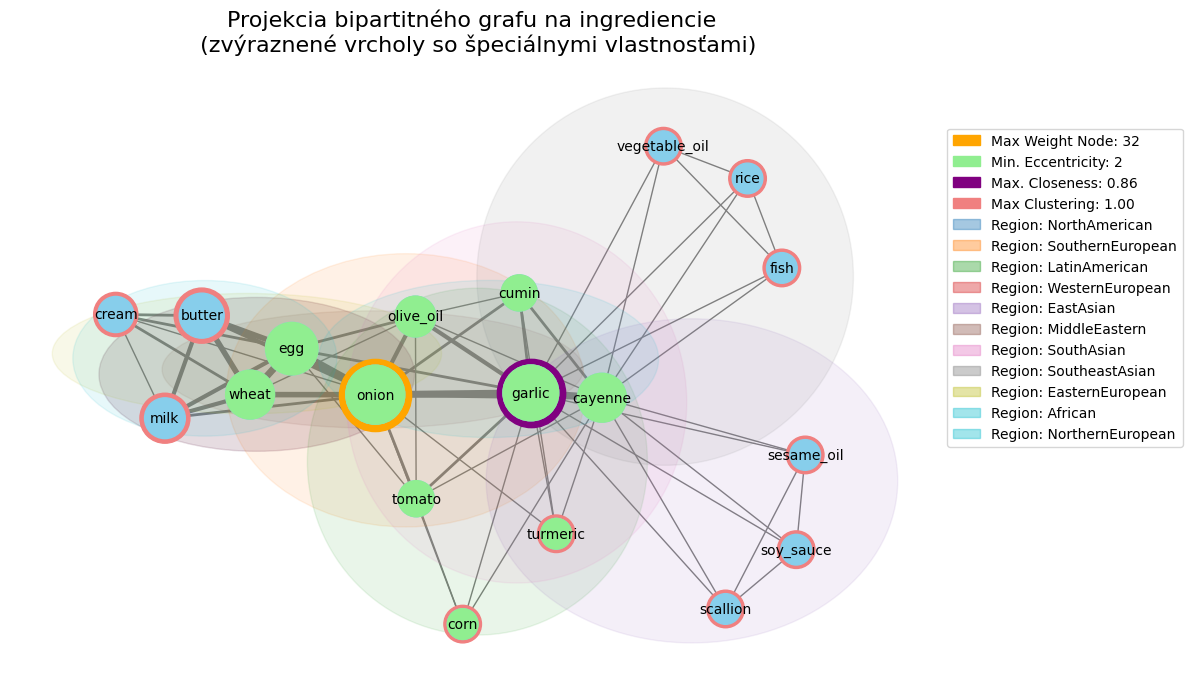 Projekcia bipartitného grafu na ingrediencie
(zvýraznené vrcholy so špeciálnymi vlastnosťami)
vegetable_oil
rice
fish
cumin
cream
butter
olive_oil
egg
wheat
onion
garlic
cayenne
milk
sesame_oil
tomato
turmeric
soy_sauce
scallion
corn
Max Weight Node: 32
Min. Eccentricity: 2
Max. Closeness: 0.86
Max Clustering: 1.00
Region: NorthAmerican
Region: SouthernEuropean
Region: LatinAmerican
Region: WesternEuropean
Region: EastAsian
Region: MiddleEastern
Region: SouthAsian
Region: SoutheastAsian
Region: EasternEuropean
Region: African
Region: NorthernEuropean